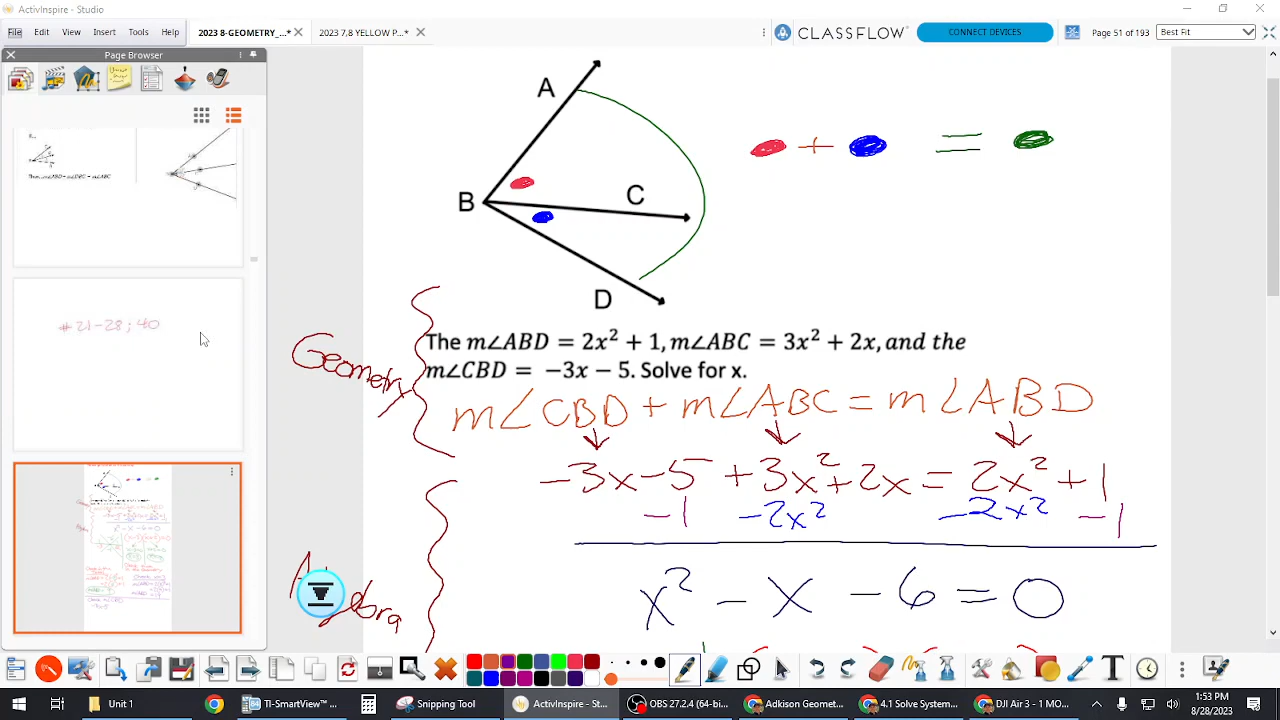 ActivInspire - Studio
File Edit View Insert Tools Help
2023 8-GEOMETRY_...*
2023 7,8 YELLOW P...*
CLASSFLOW
CONNECT DEVICES
Page 51 of 193
Best Fit
Page Browser
#21-28; 40
A
B
C
D
+ =
Geometry
The m∠ABD = 2x² + 1, m∠ABC = 3x² + 2x, and the
m∠CBD = −3x − 5. Solve for x.
m∠CBD + m∠ABC = m∠ABD
-3x-5 +3x²+2x = 2x²+1
-1 -2x² -2x² -1
x² - x - 6 = 0
Algebra
Unit 1
TI-SmartView™...
Snipping Tool
ActivInspire - St...
OBS 27.2.4 (64-bi...
Adkison Geomet...
4.1 Solve System...
DJI Air 3 - 1 MO...
1:53 PM
8/28/2023